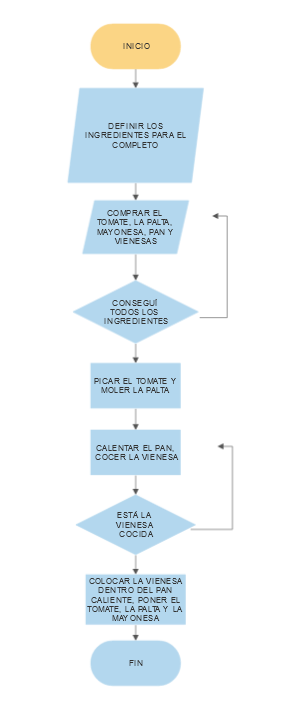 INICIO
DEFINIR LOS
INGREDIENTES PARA EL
COMPLETO
COMPRAR EL
TOMATE, LA PALTA,
MAYONESA, PAN Y
VIENESAS
CONSEGUÍ
TODOS LOS
INGREDIENTES
PICAR EL TOMATE Y
MOLER LA PALTA
CALENTAR EL PAN,
COCER LA VIENESA
ESTÁ LA
VIENESA
COCIDA
COLOCAR LA VIENESA
DENTRO DEL PAN
CALIENTE, PONER EL
TOMATE, LA PALTA Y LA
MAYONESA
FIN